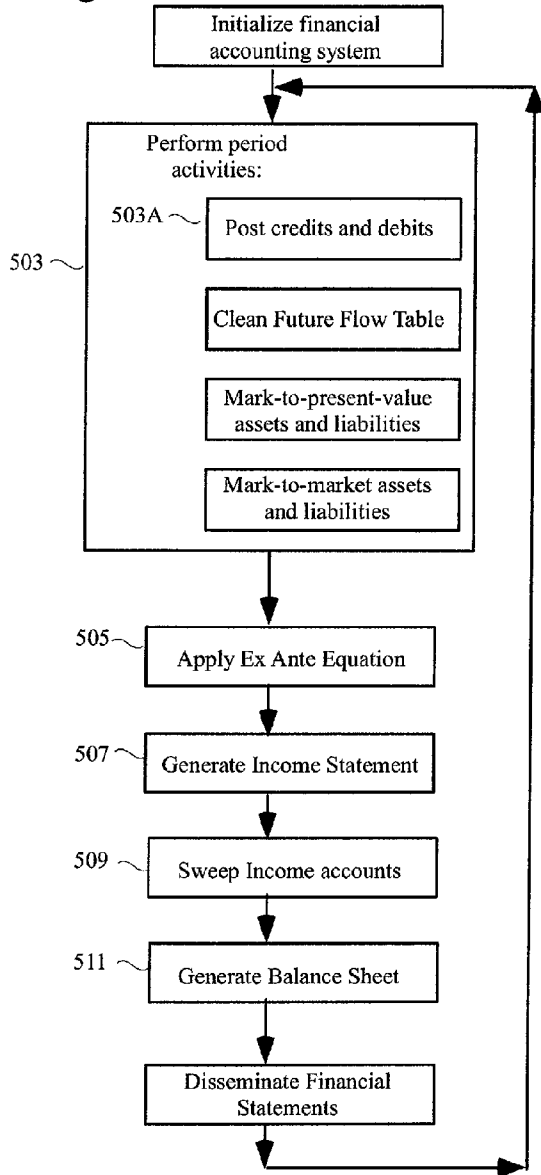 Initialize financial
accounting system
Perform period
activities:
503A
Post credits and debits
503
Clean Future Flow Table
Mark-to-present-value
assets and liabilities
Mark-to-market assets
and liabilities
505
Apply Ex Ante Equation
507
Generate Income Statement
509
Sweep Income accounts
511
Generate Balance Sheet
Disseminate Financial
Statements